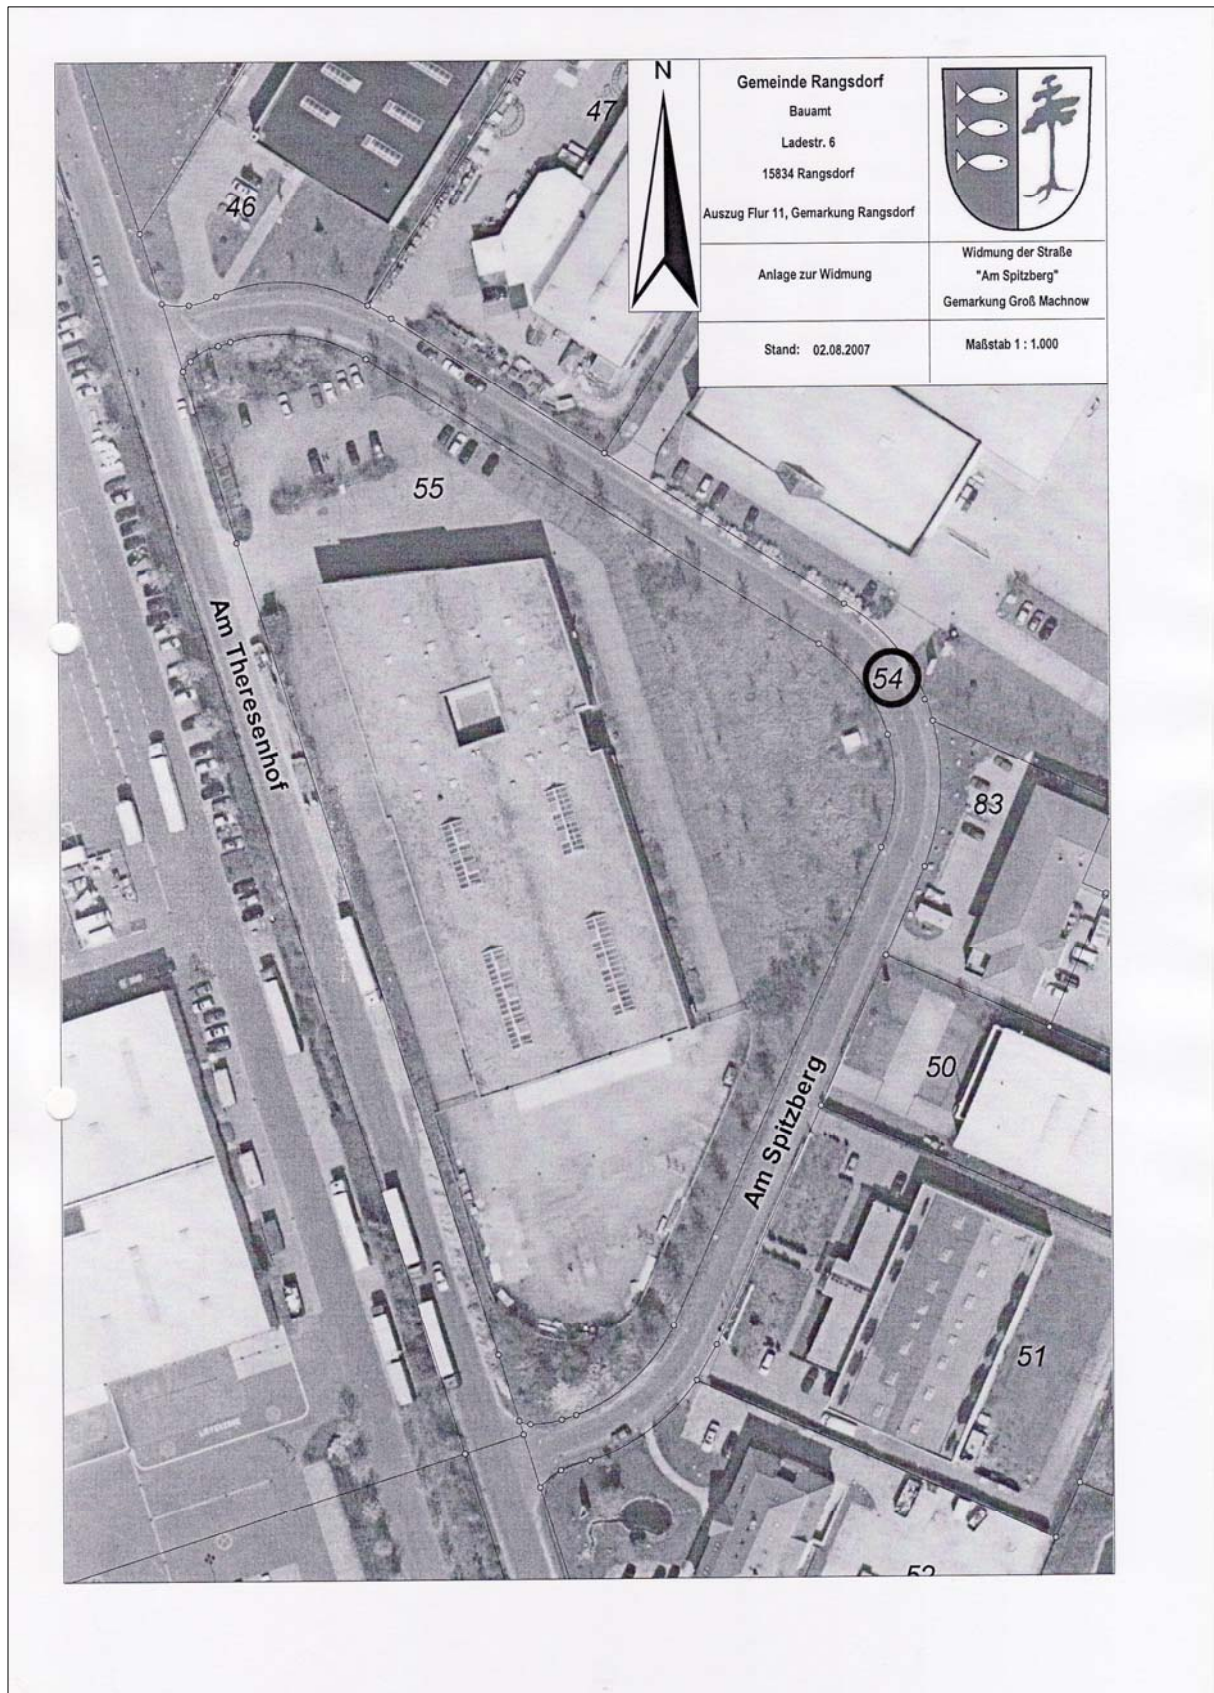 N
Gemeinde Rangsdorf
Bauamt
Ladestr. 6
15834 Rangsdorf
Auszug Flur 11, Gemarkung Rangsdorf
Anlage zur Widmung
Widmung der Straße
"Am Spitzberg"
Gemarkung Groß Machnow
Stand: 02.08.2007
Maßstab 1 : 1.000
47
46
55
Am Theresenhof
54
83
50
Am Spitzberg
51
52